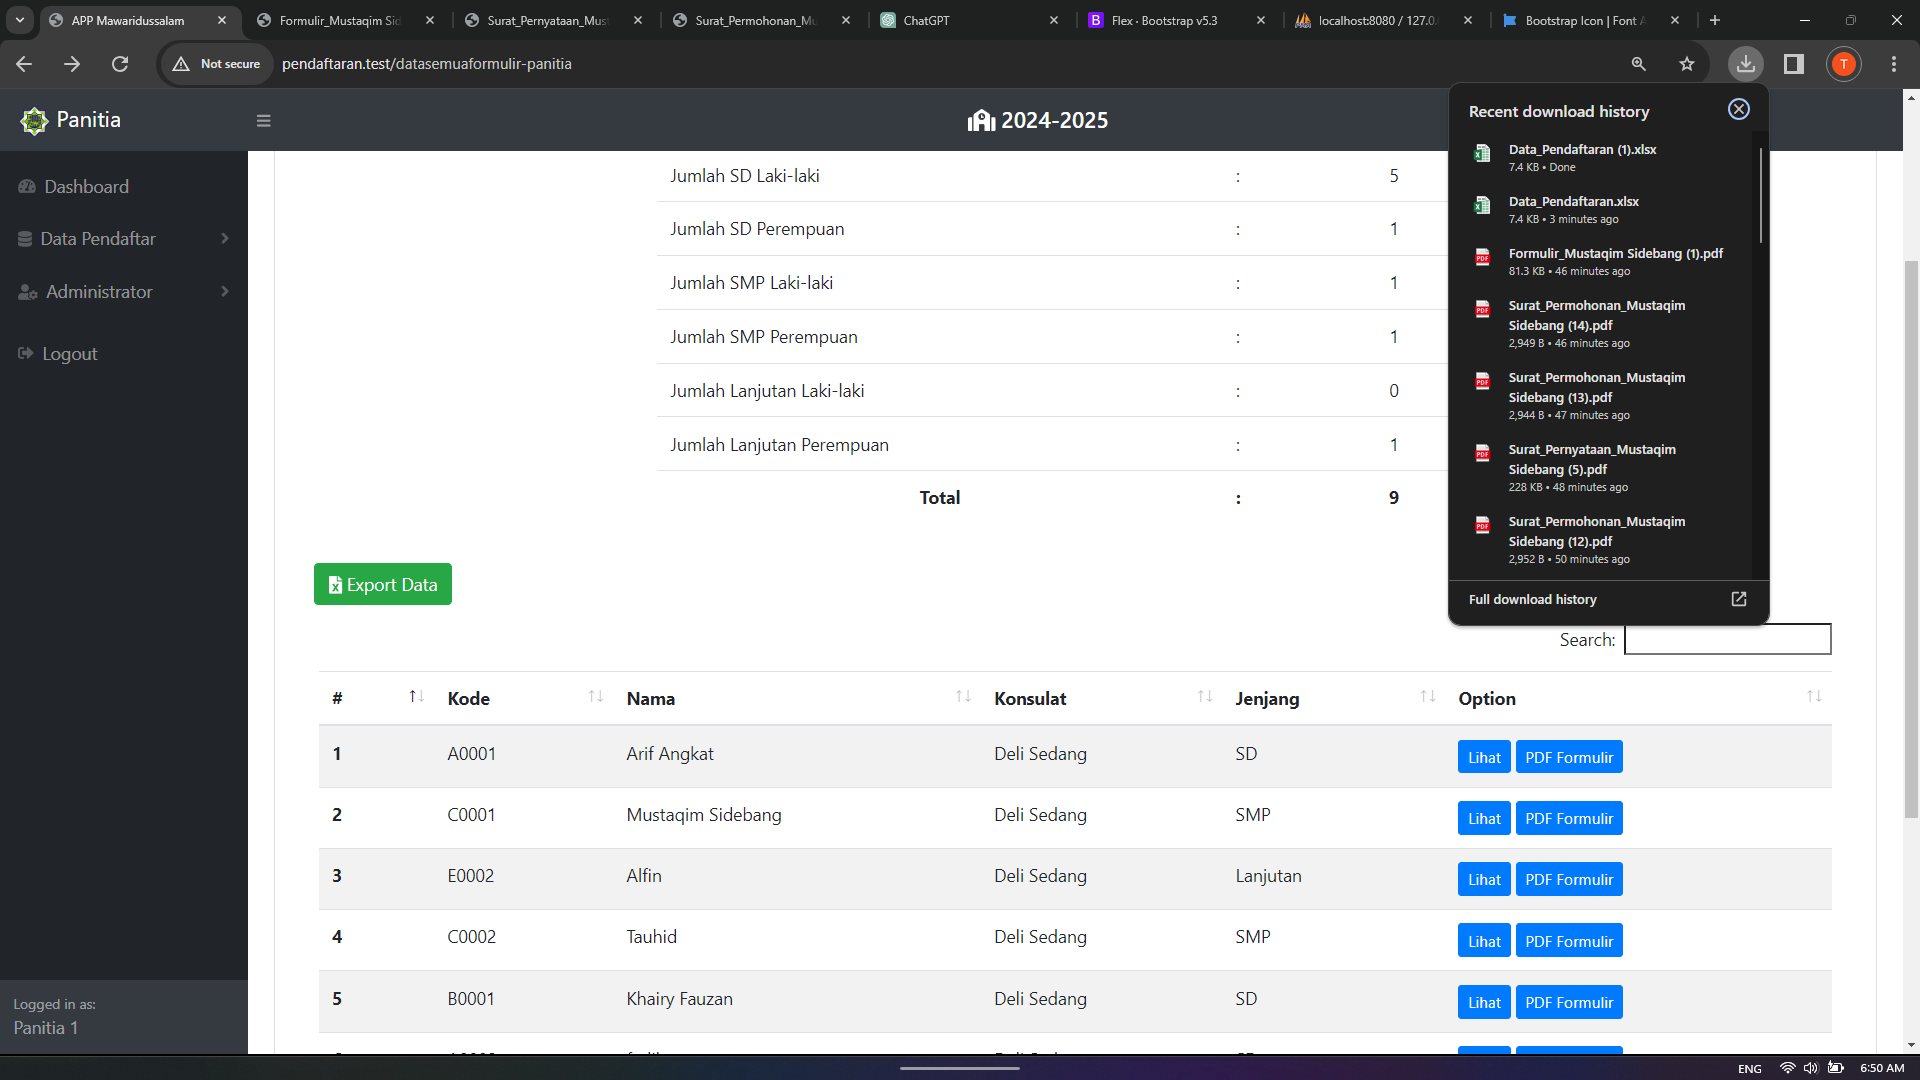 APP Mawaridussalam
Formulir_Mustaqim Sid
Surat_Pernyataan_Mus
Surat_Permohonan_Mu
ChatGPT
Flex · Bootstrap v5.3
localhost:8080 / 127.0.
Bootstrap Icon | Font A
Not secure
pendaftaran.test/datasemuaformulir-panitia
T
Panitia
2024-2025
Dashboard
Data Pendaftar
Administrator
Logout
Logged in as:
Panitia 1
Jumlah SD Laki-laki : 5
Jumlah SD Perempuan : 1
Jumlah SMP Laki-laki : 1
Jumlah SMP Perempuan : 1
Jumlah Lanjutan Laki-laki : 0
Jumlah Lanjutan Perempuan : 1
Total : 9
Recent download history
Data_Pendaftaran (1).xlsx
7.4 KB • Done
Data_Pendaftaran.xlsx
7.4 KB • 3 minutes ago
Formulir_Mustaqim Sidebang (1).pdf
81.3 KB • 46 minutes ago
Surat_Permohonan_Mustaqim
Sidebang (14).pdf
2,949 B • 46 minutes ago
Surat_Permohonan_Mustaqim
Sidebang (13).pdf
2,944 B • 47 minutes ago
Surat_Pernyataan_Mustaqim
Sidebang (5).pdf
228 KB • 48 minutes ago
Surat_Permohonan_Mustaqim
Sidebang (12).pdf
2,952 B • 50 minutes ago
Full download history
Export Data
Search:
# Kode Nama Konsulat Jenjang Option
1 A0001 Arif Angkat Deli Sedang SD Lihat PDF Formulir
2 C0001 Mustaqim Sidebang Deli Sedang SMP Lihat PDF Formulir
3 E0002 Alfin Deli Sedang Lanjutan Lihat PDF Formulir
4 C0002 Tauhid Deli Sedang SMP Lihat PDF Formulir
5 B0001 Khairy Fauzan Deli Sedang SD Lihat PDF Formulir
ENG
6:50 AM